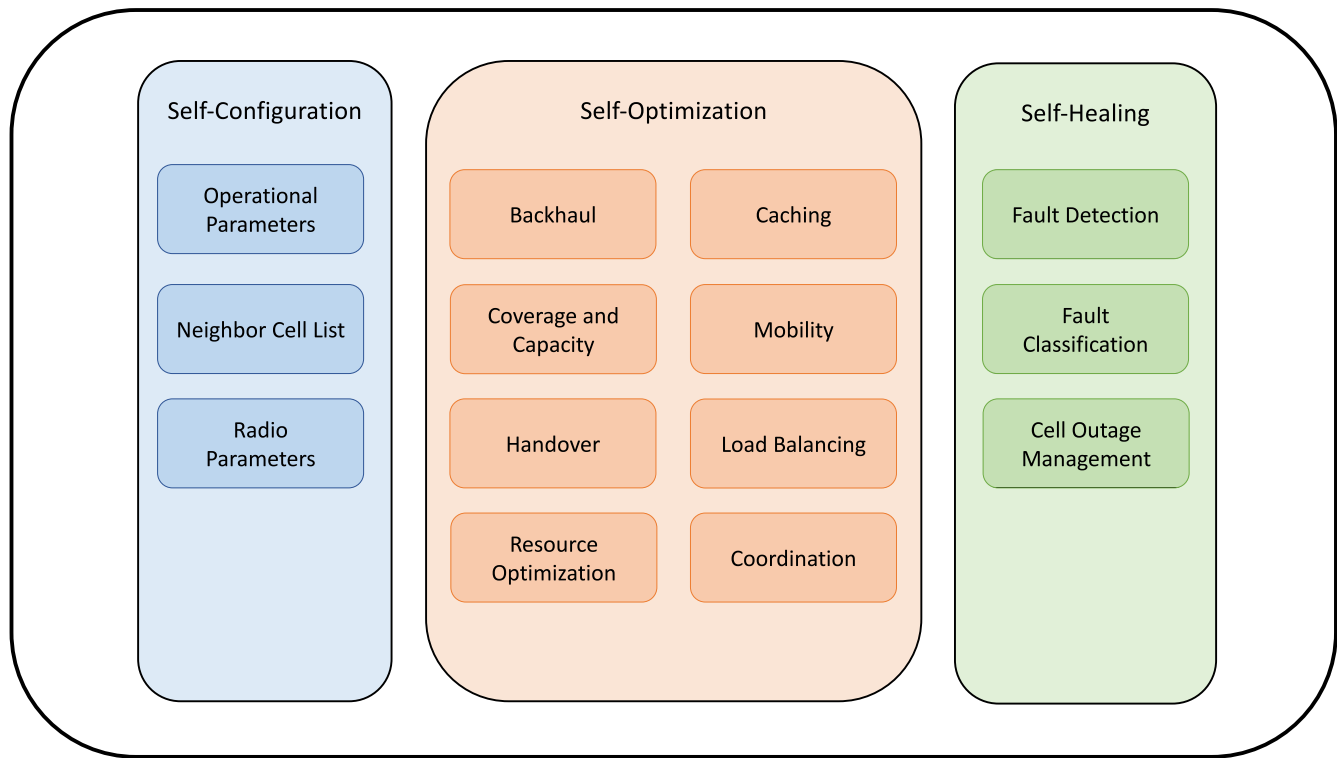 Self-Configuration
Operational
Parameters
Neighbor Cell List
Radio
Parameters
Self-Optimization
Backhaul
Caching
Coverage and
Capacity
Mobility
Handover
Load Balancing
Resource
Optimization
Coordination
Self-Healing
Fault Detection
Fault
Classification
Cell Outage
Management